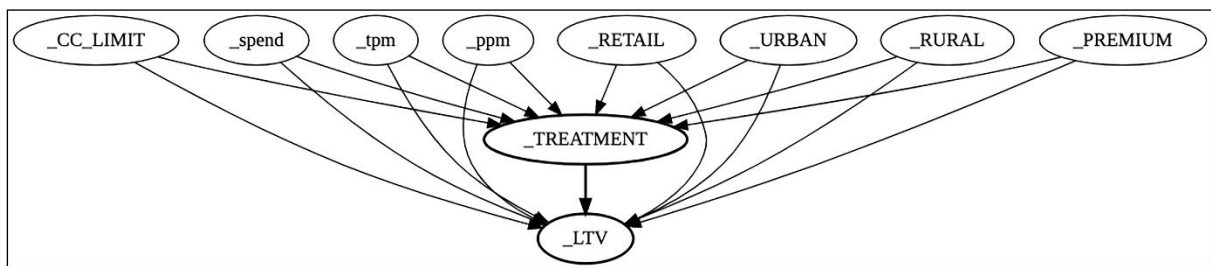 _CC_LIMIT _spend _tpm _ppm _RETAIL _URBAN _RURAL _PREMIUM
_TREATMENT
_LTV